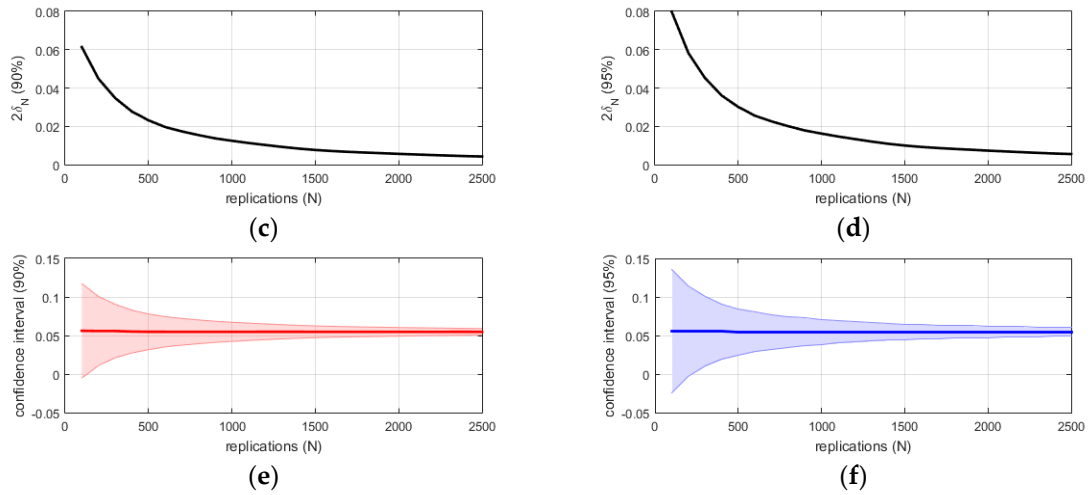 0.08
0.06
0.04
0.02
0
2δN (90%)
0 500 1000 1500 2000 2500
replications (N)
(c)
0.08
0.06
0.04
0.02
0
2δN (95%)
0 500 1000 1500 2000 2500
replications (N)
(d)
0.15
0.1
0.05
0
-0.05
confidence interval (90%)
0 500 1000 1500 2000 2500
replications (N)
(e)
0.15
0.1
0.05
0
-0.05
confidence interval (95%)
0 500 1000 1500 2000 2500
replications (N)
(f)